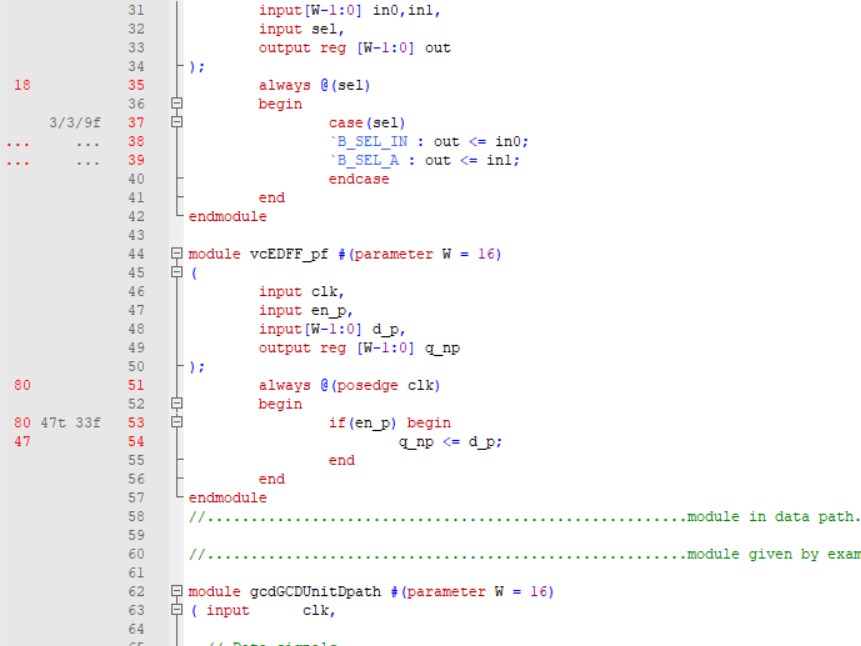 31 input[W-1:0] in0,in1,
32 input sel,
33 output reg [W-1:0] out
34 );
18 35 always @(sel)
36 begin
3/3/9f 37 case(sel)
... ... 38 `B_SEL_IN : out <= in0;
... ... 39 `B_SEL_A : out <= in1;
40 endcase
41 end
42 endmodule
43
44 module vcEDFF_pf #(parameter W = 16)
45 (
46 input clk,
47 input en_p,
48 input[W-1:0] d_p,
49 output reg [W-1:0] q_np
50 );
80 51 always @(posedge clk)
52 begin
80 47t 33f 53 if(en_p) begin
47 54 q_np <= d_p;
55 end
56 end
57 endmodule
58 //.......................................................module in data path.
59
60 //.......................................................module given by exam
61
62 module gcdGCDUnitDpath #(parameter W = 16)
63 ( input clk,
64
65 // Data signals